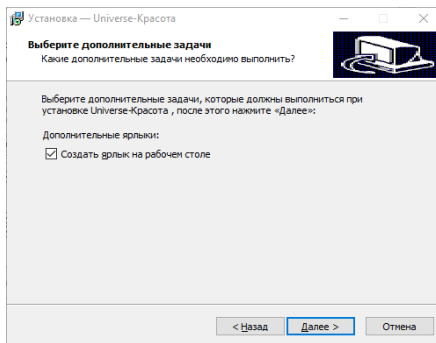 Установка — Universe-Красота
Выберите дополнительные задачи
Какие дополнительные задачи необходимо выполнить?
Выберите дополнительные задачи, которые должны выполниться при
установке Universe-Красота , после этого нажмите «Далее»:
Дополнительные ярлыки:
Создать ярлык на рабочем столе
< Назад
Далее >
Отмена